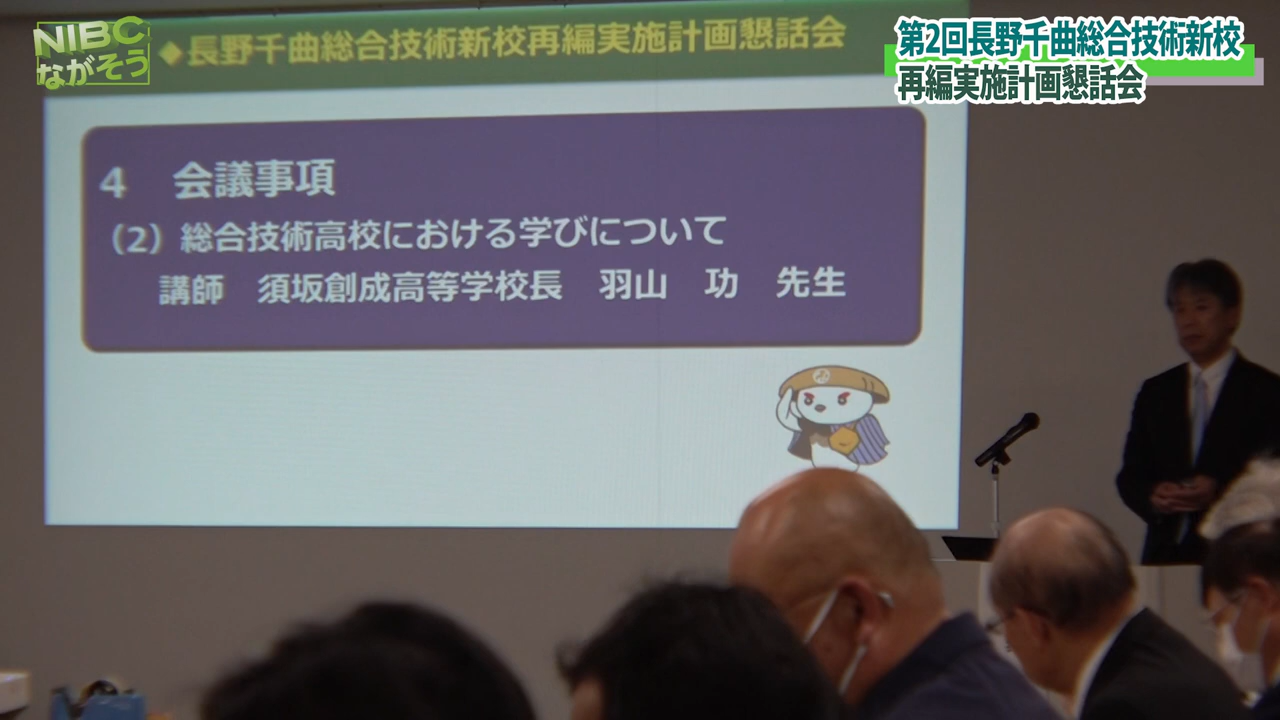 NIBC
ながそう
第2回長野千曲総合技術新校
再編実施計画懇話会
◆長野千曲総合技術新校再編実施計画懇話会
4　会議事項
（2）総合技術高校における学びについて
講師　須坂創成高等学校長　羽山　功　先生